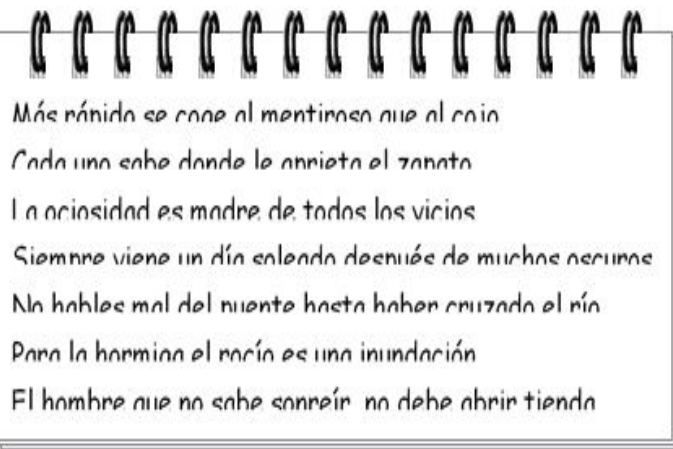 Más rápido se coge al mentiroso que al cojo
Cada uno sabe donde le aprieta el zapato
La ociosidad es madre de todos los vicios
Siempre viene un día soleado después de muchos oscuros
No hables mal del puente hasta haber cruzado el río
Para la hormiga el rocío es una inundación
El hombre que no sabe sonreír no debe abrir tienda